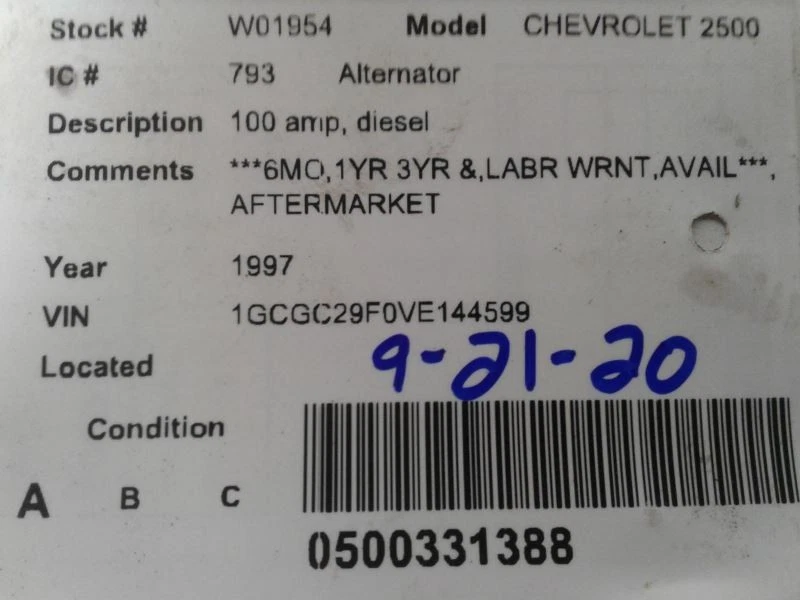 Stock # W01954 Model CHEVROLET 2500
IC # 793 Alternator
Description 100 amp, diesel
Comments ***6MO,1YR 3YR &,LABR WRNT,AVAIL***,
AFTERMARKET
Year 1997
VIN 1GCGC29F0VE144599
Located 9-21-20
Condition
A B C
0500331388